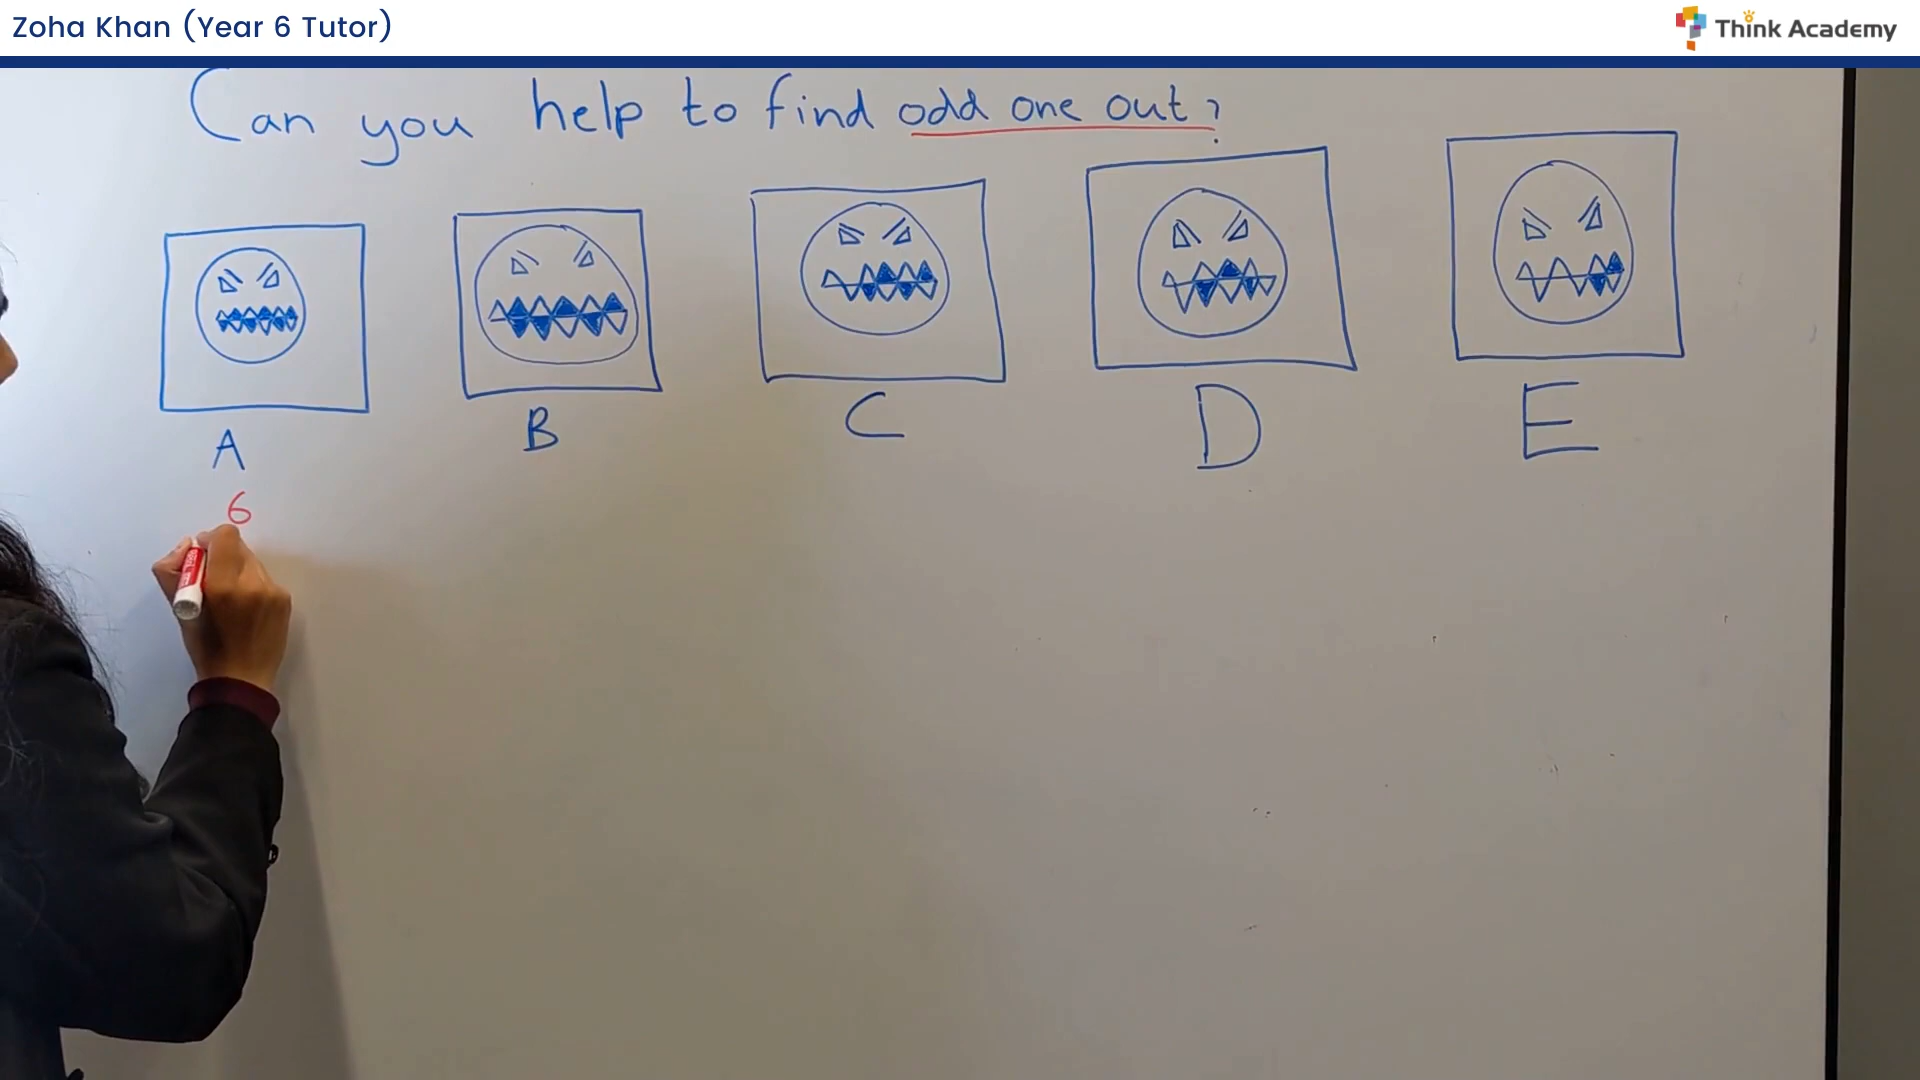 Zoha Khan (Year 6 Tutor)
Think Academy
Can you help to find odd one out?
A B C D E
6